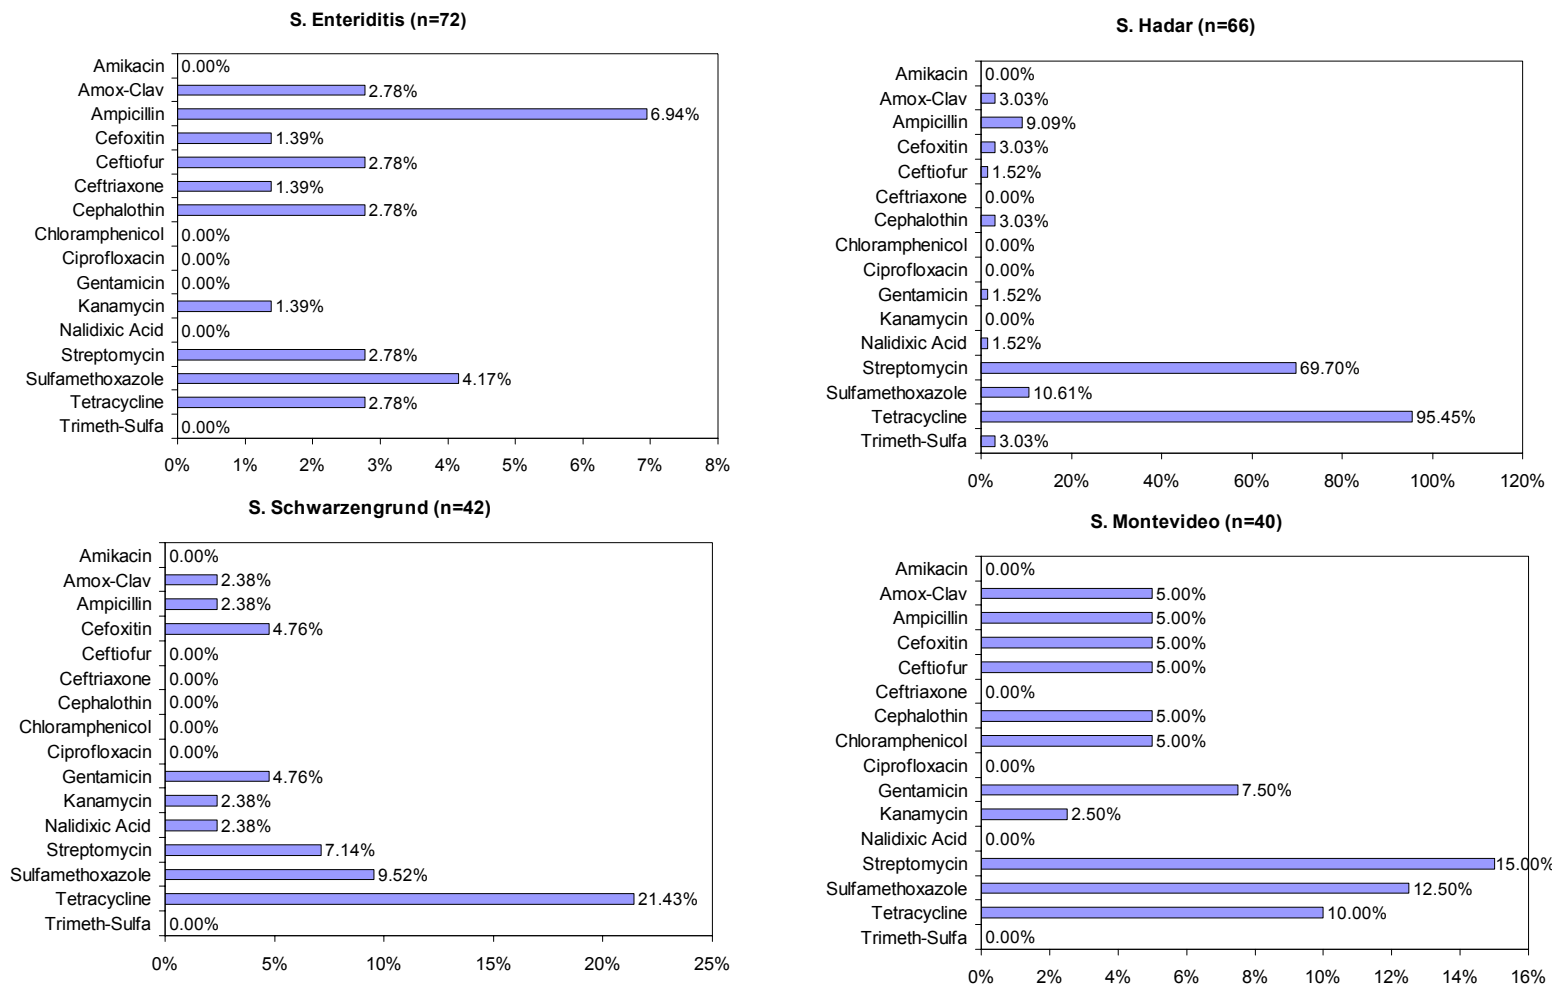 S. Enteriditis (n=72)
Amikacin 0.00%
Amox-Clav 2.78%
Ampicillin 6.94%
Cefoxitin 1.39%
Ceftiofur 2.78%
Ceftriaxone 1.39%
Cephalothin 2.78%
Chloramphenicol 0.00%
Ciprofloxacin 0.00%
Gentamicin 0.00%
Kanamycin 1.39%
Nalidixic Acid 0.00%
Streptomycin 2.78%
Sulfamethoxazole 4.17%
Tetracycline 2.78%
Trimeth-Sulfa 0.00%
0% 1% 2% 3% 4% 5% 6% 7% 8%
S. Hadar (n=66)
Amikacin 0.00%
Amox-Clav 3.03%
Ampicillin 9.09%
Cefoxitin 3.03%
Ceftiofur 1.52%
Ceftriaxone 0.00%
Cephalothin 3.03%
Chloramphenicol 0.00%
Ciprofloxacin 0.00%
Gentamicin 1.52%
Kanamycin 0.00%
Nalidixic Acid 1.52%
Streptomycin 69.70%
Sulfamethoxazole 10.61%
Tetracycline 95.45%
Trimeth-Sulfa 3.03%
0% 20% 40% 60% 80% 100% 120%
S. Schwarzengrund (n=42)
Amikacin 0.00%
Amox-Clav 2.38%
Ampicillin 2.38%
Cefoxitin 4.76%
Ceftiofur 0.00%
Ceftriaxone 0.00%
Cephalothin 0.00%
Chloramphenicol 0.00%
Ciprofloxacin 0.00%
Gentamicin 4.76%
Kanamycin 2.38%
Nalidixic Acid 2.38%
Streptomycin 7.14%
Sulfamethoxazole 9.52%
Tetracycline 21.43%
Trimeth-Sulfa 0.00%
0% 5% 10% 15% 20% 25%
S. Montevideo (n=40)
Amikacin 0.00%
Amox-Clav 5.00%
Ampicillin 5.00%
Cefoxitin 5.00%
Ceftiofur 5.00%
Ceftriaxone 0.00%
Cephalothin 5.00%
Chloramphenicol 5.00%
Ciprofloxacin 0.00%
Gentamicin 7.50%
Kanamycin 2.50%
Nalidixic Acid 0.00%
Streptomycin 15.00%
Sulfamethoxazole 12.50%
Tetracycline 10.00%
Trimeth-Sulfa 0.00%
0% 2% 4% 6% 8% 10% 12% 14% 16%